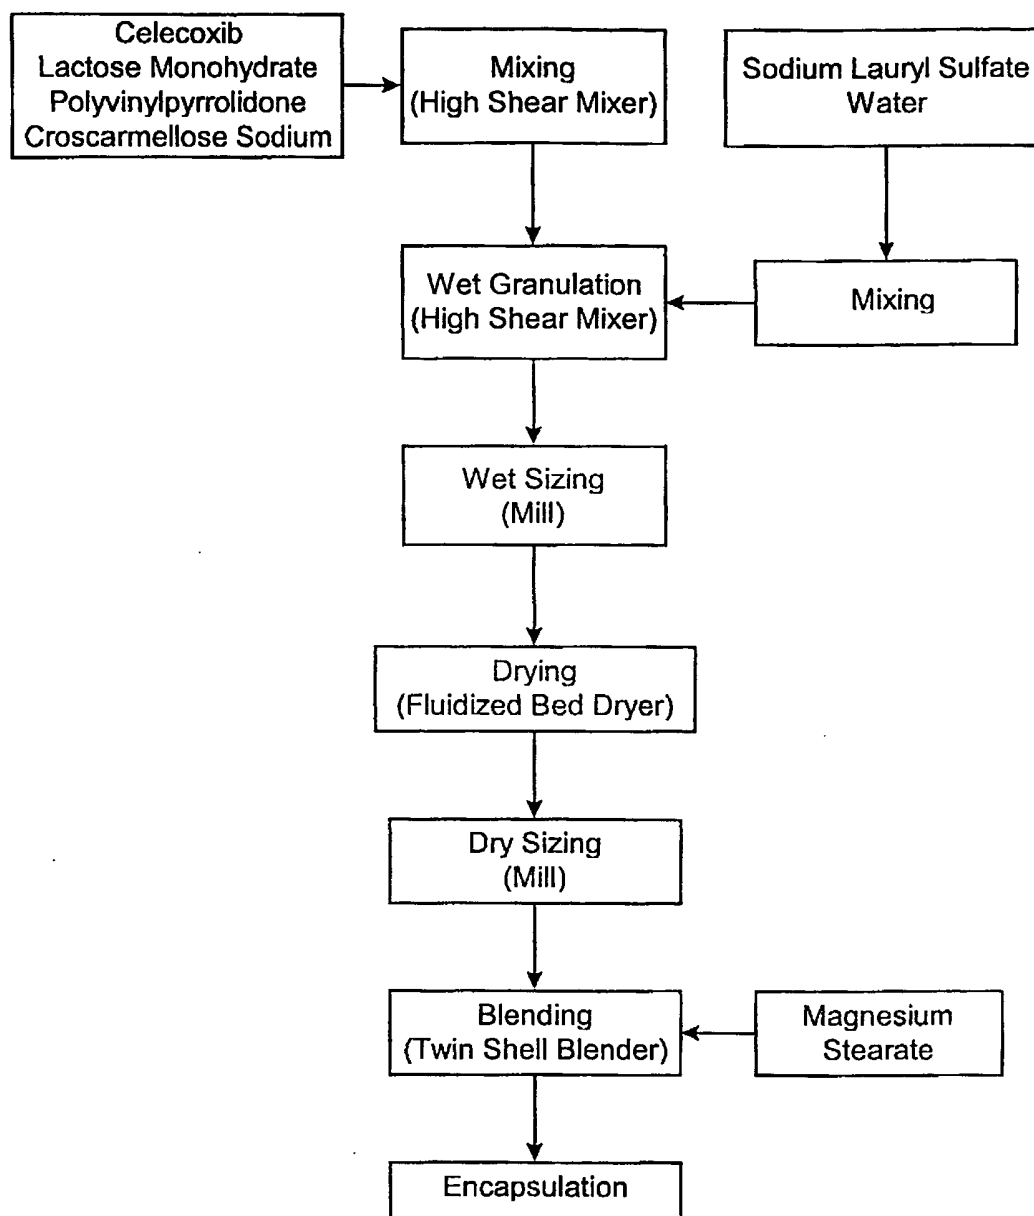 Celecoxib
Lactose Monohydrate
Polyvinylpyrrolidone
Croscarmellose Sodium
Mixing
(High Shear Mixer)
Sodium Lauryl Sulfate
Water
Wet Granulation
(High Shear Mixer)
Mixing
Wet Sizing
(Mill)
Drying
(Fluidized Bed Dryer)
Dry Sizing
(Mill)
Blending
(Twin Shell Blender)
Magnesium
Stearate
Encapsulation